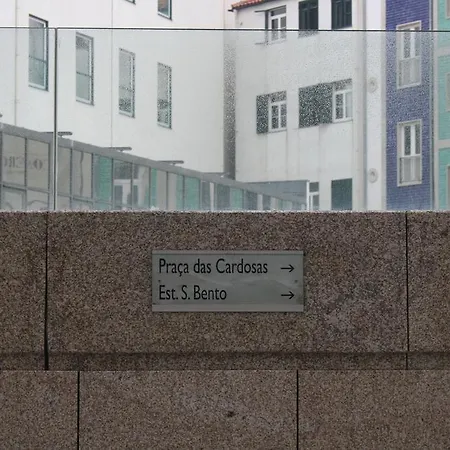 Praça das Cardosas →
Est. S. Bento →